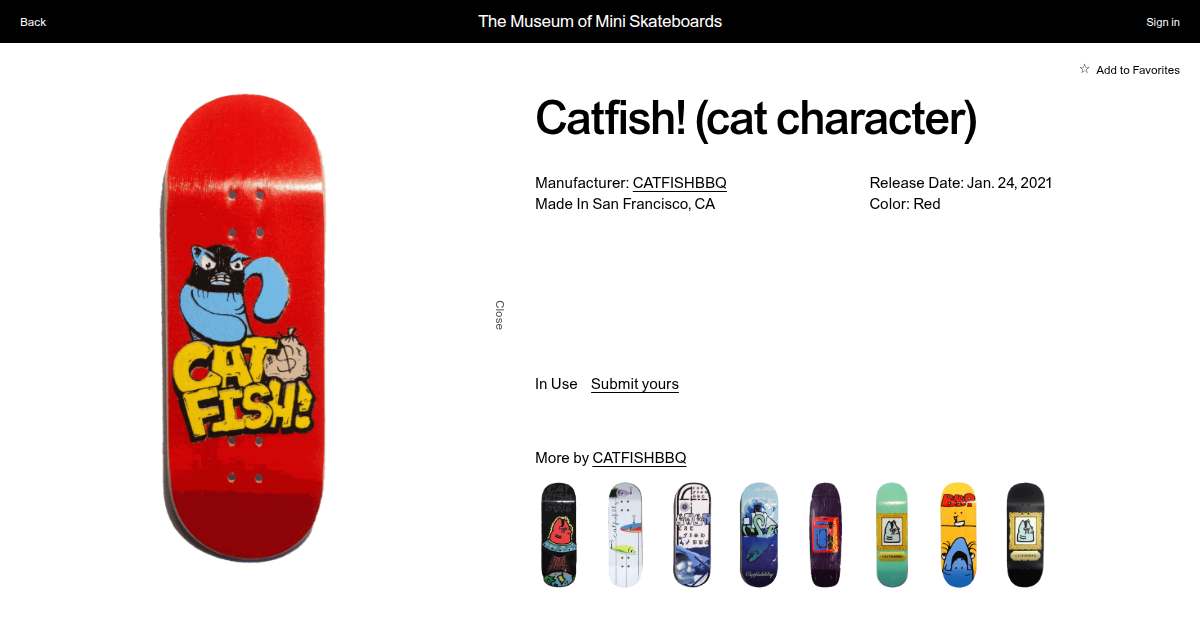 Back
The Museum of Mini Skateboards
Sign in
☆ Add to Favorites
Catfish! (cat character)
Manufacturer: CATFISHBBQ
Release Date: Jan. 24, 2021
Made In San Francisco, CA
Color: Red
Close
CAT
$
FISH!
In Use Submit yours
More by CATFISHBBQ